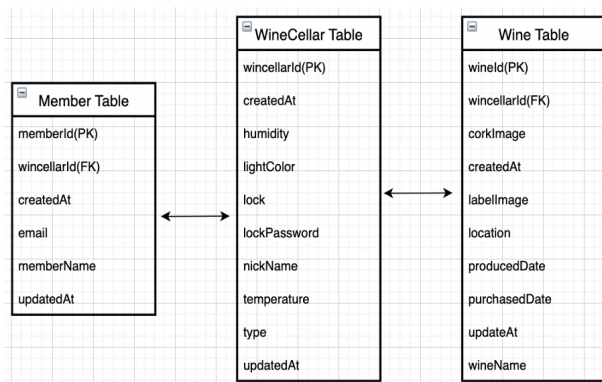 Member Table
memberId(PK)
wincellarId(FK)
createdAt
email
memberName
updatedAt
WineCellar Table
wincellarId(PK)
createdAt
humidity
lightColor
lock
lockPassword
nickName
temperature
type
updatedAt
Wine Table
wineId(PK)
wincellarId(FK)
corkImage
createdAt
labelImage
location
producedDate
purchasedDate
updateAt
wineName